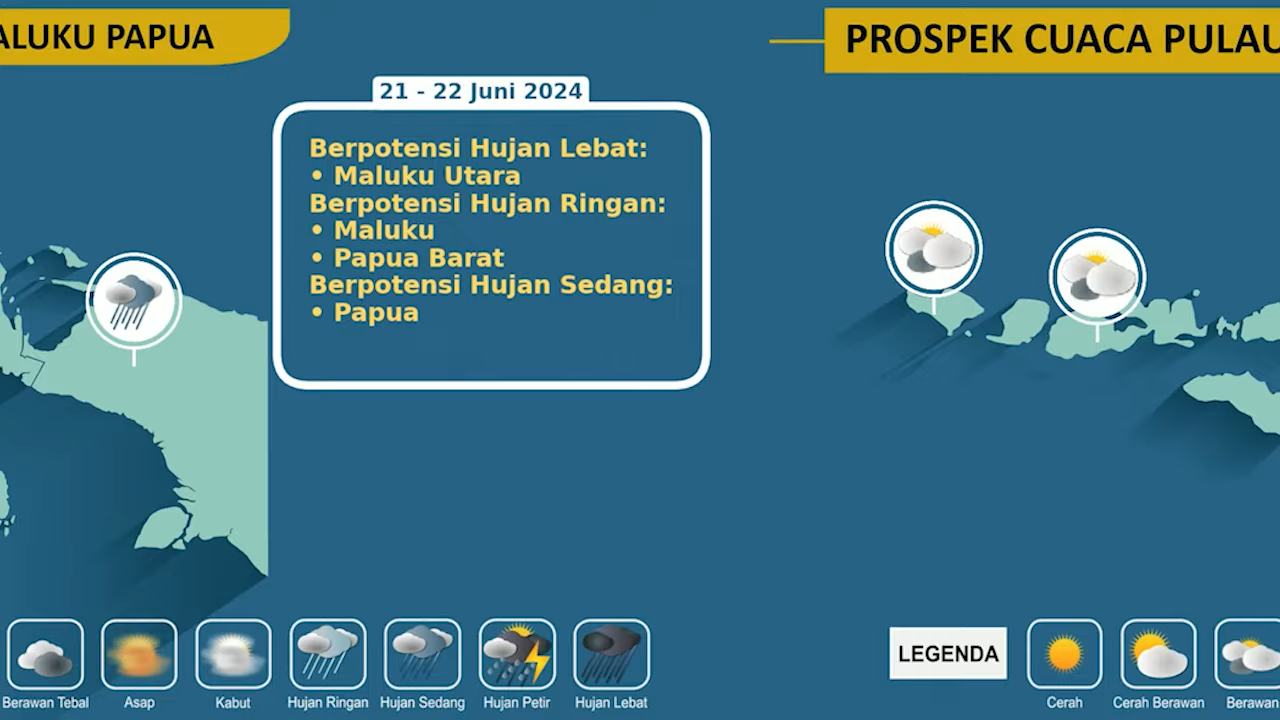 ALUKU PAPUA
PROSPEK CUACA PULAU
21 - 22 Juni 2024
Berpotensi Hujan Lebat:
• Maluku Utara
Berpotensi Hujan Ringan:
• Maluku
• Papua Barat
Berpotensi Hujan Sedang:
• Papua
Berawan Tebal
Asap
Kabut
Hujan Ringan
Hujan Sedang
Hujan Petir
Hujan Lebat
LEGENDA
Cerah
Cerah Berawan
Berawan